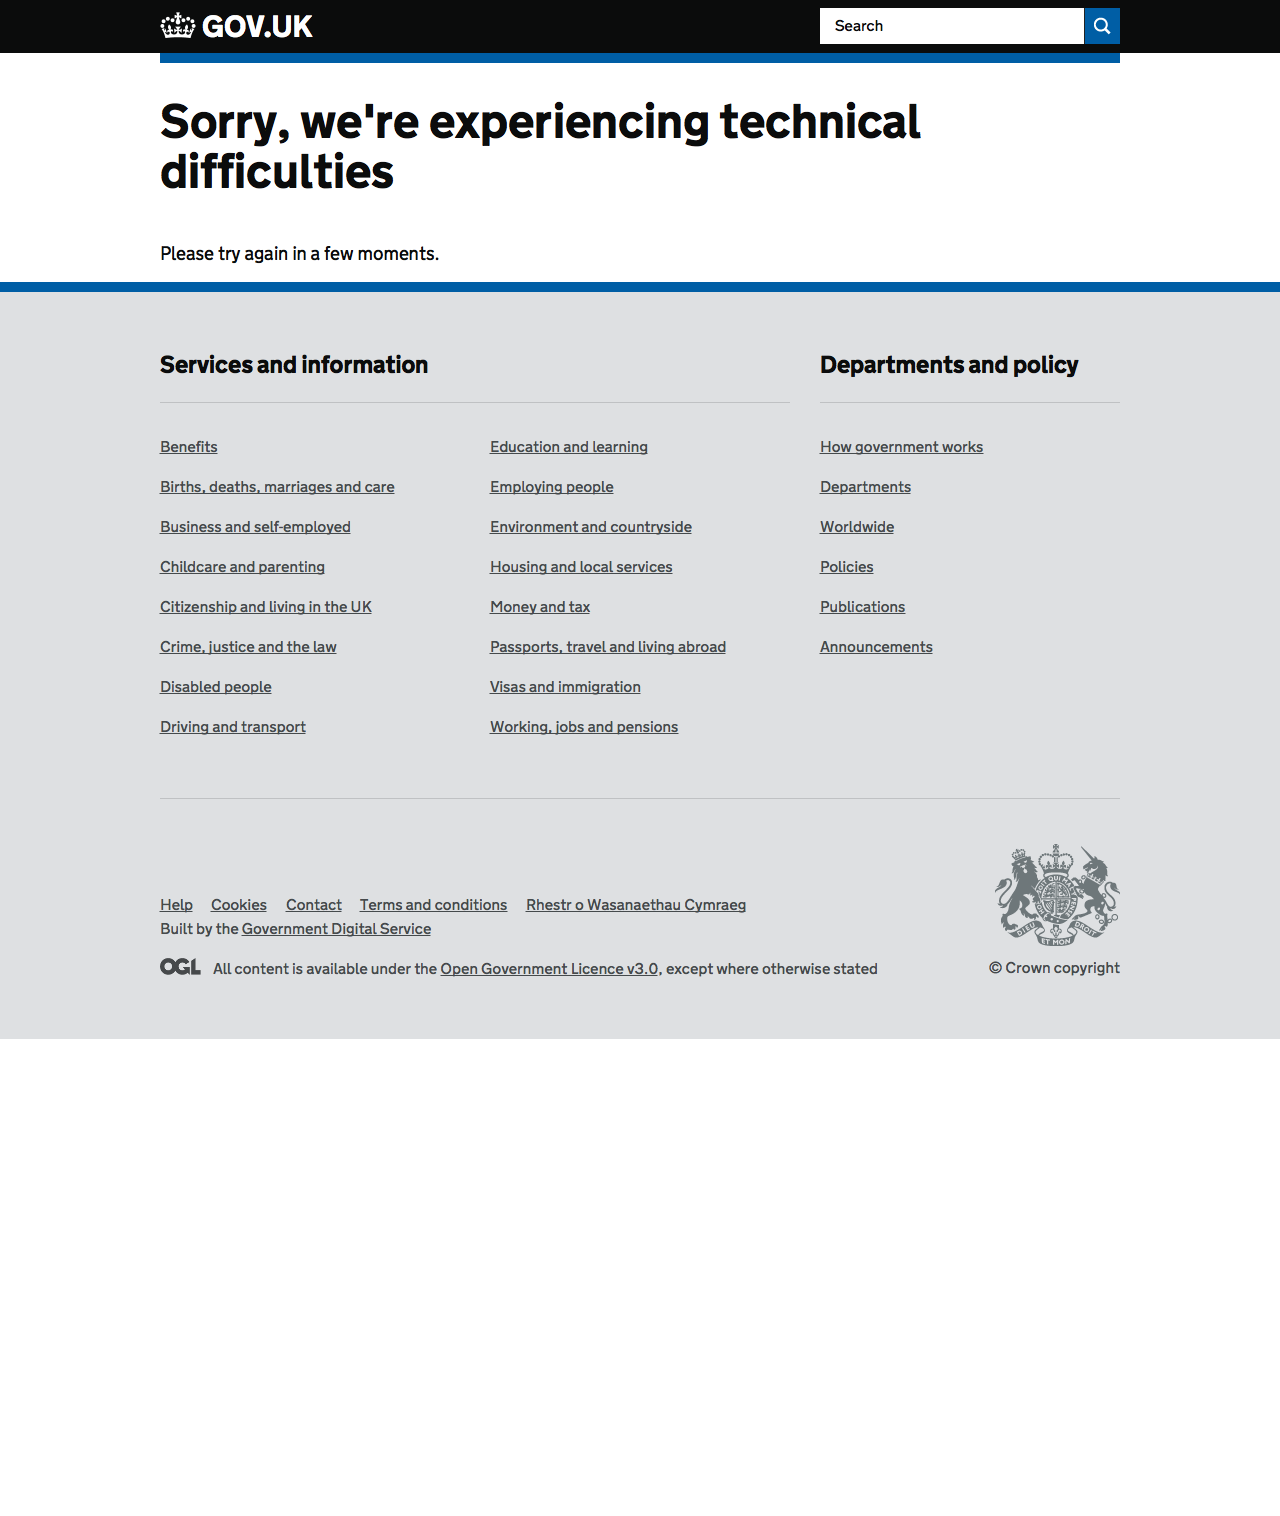 GOV.UK
Search
Sorry, we're experiencing technical
difficulties
Please try again in a few moments.
Services and information
Departments and policy
Benefits
Births, deaths, marriages and care
Business and self-employed
Childcare and parenting
Citizenship and living in the UK
Crime, justice and the law
Disabled people
Driving and transport
Education and learning
Employing people
Environment and countryside
Housing and local services
Money and tax
Passports, travel and living abroad
Visas and immigration
Working, jobs and pensions
How government works
Departments
Worldwide
Policies
Publications
Announcements
Help Cookies Contact Terms and conditions Rhestr o Wasanaethau Cymraeg
Built by the Government Digital Service
OGL All content is available under the Open Government Licence v3.0, except where otherwise stated
DIEU ET MON DROIT
© Crown copyright